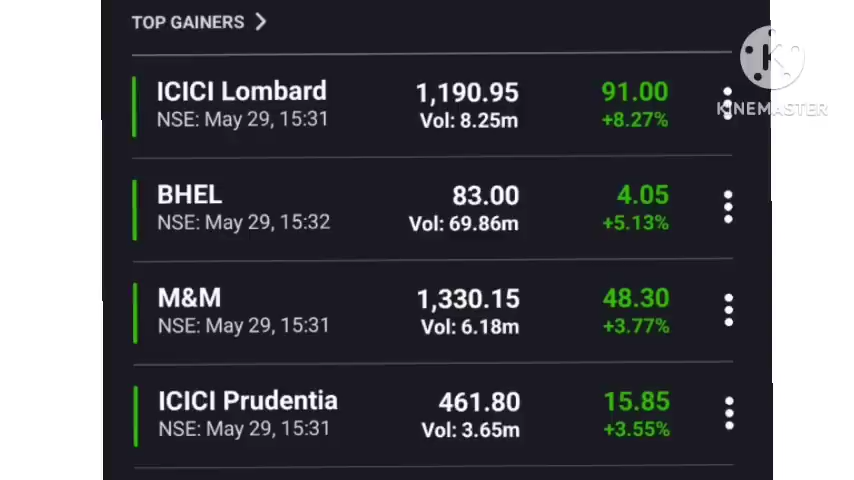 TOP GAINERS >
KINEMASTER
ICICI Lombard 1,190.95 91.00
NSE: May 29, 15:31 Vol: 8.25m +8.27%
BHEL 83.00 4.05
NSE: May 29, 15:32 Vol: 69.86m +5.13%
M&M 1,330.15 48.30
NSE: May 29, 15:31 Vol: 6.18m +3.77%
ICICI Prudentia 461.80 15.85
NSE: May 29, 15:31 Vol: 3.65m +3.55%